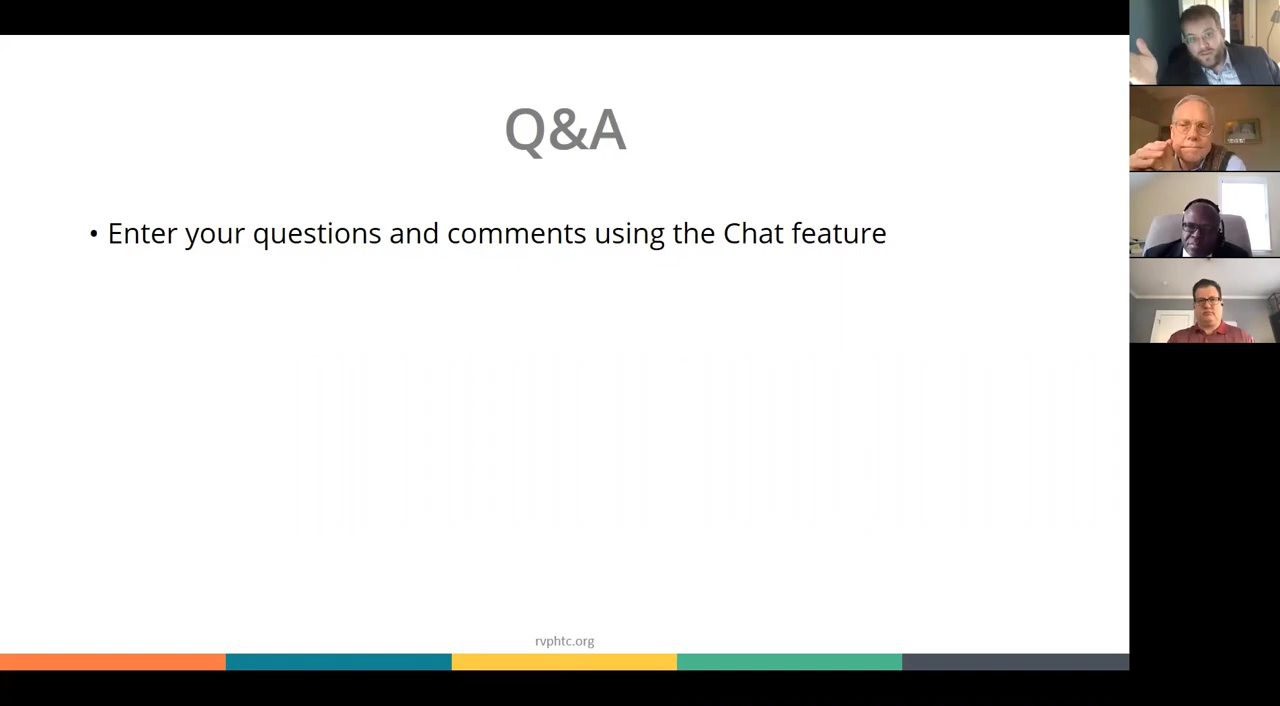 Q&A
• Enter your questions and comments using the Chat feature
rvphtc.org